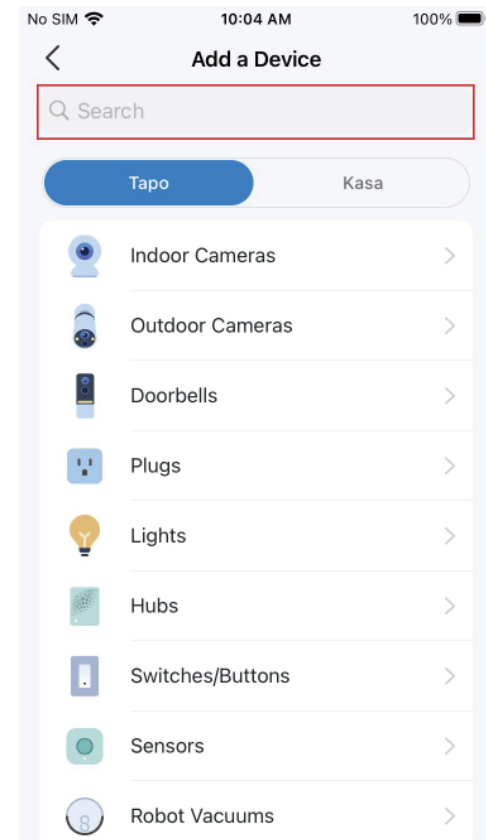 No SIM 10:04 AM 100%
Add a Device
Search
Tapo Kasa
Indoor Cameras
Outdoor Cameras
Doorbells
Plugs
Lights
Hubs
Switches/Buttons
Sensors
8
Robot Vacuums